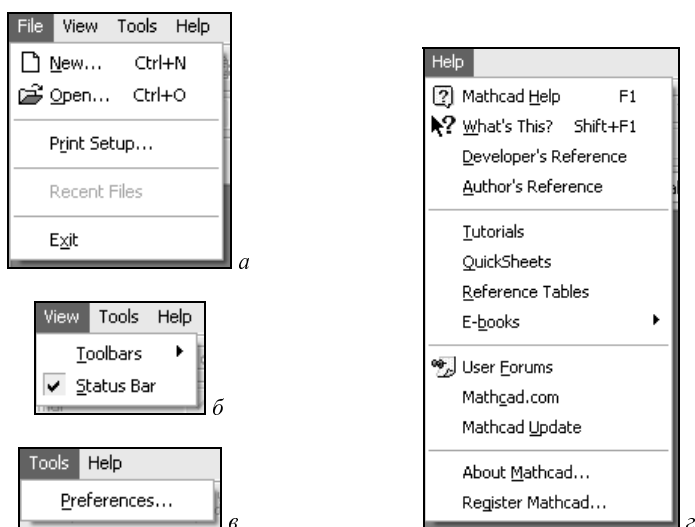 File View Tools Help
New... Ctrl+N
Open... Ctrl+O
Print Setup...
Recent Files
Exit
а
View Tools Help
Toolbars
Status Bar
б
Tools Help
Preferences...
в
Help
Mathcad Help F1
What's This? Shift+F1
Developer's Reference
Author's Reference
Tutorials
QuickSheets
Reference Tables
E-books
User Forums
Mathcad.com
Mathcad Update
About Mathcad...
Register Mathcad...
г